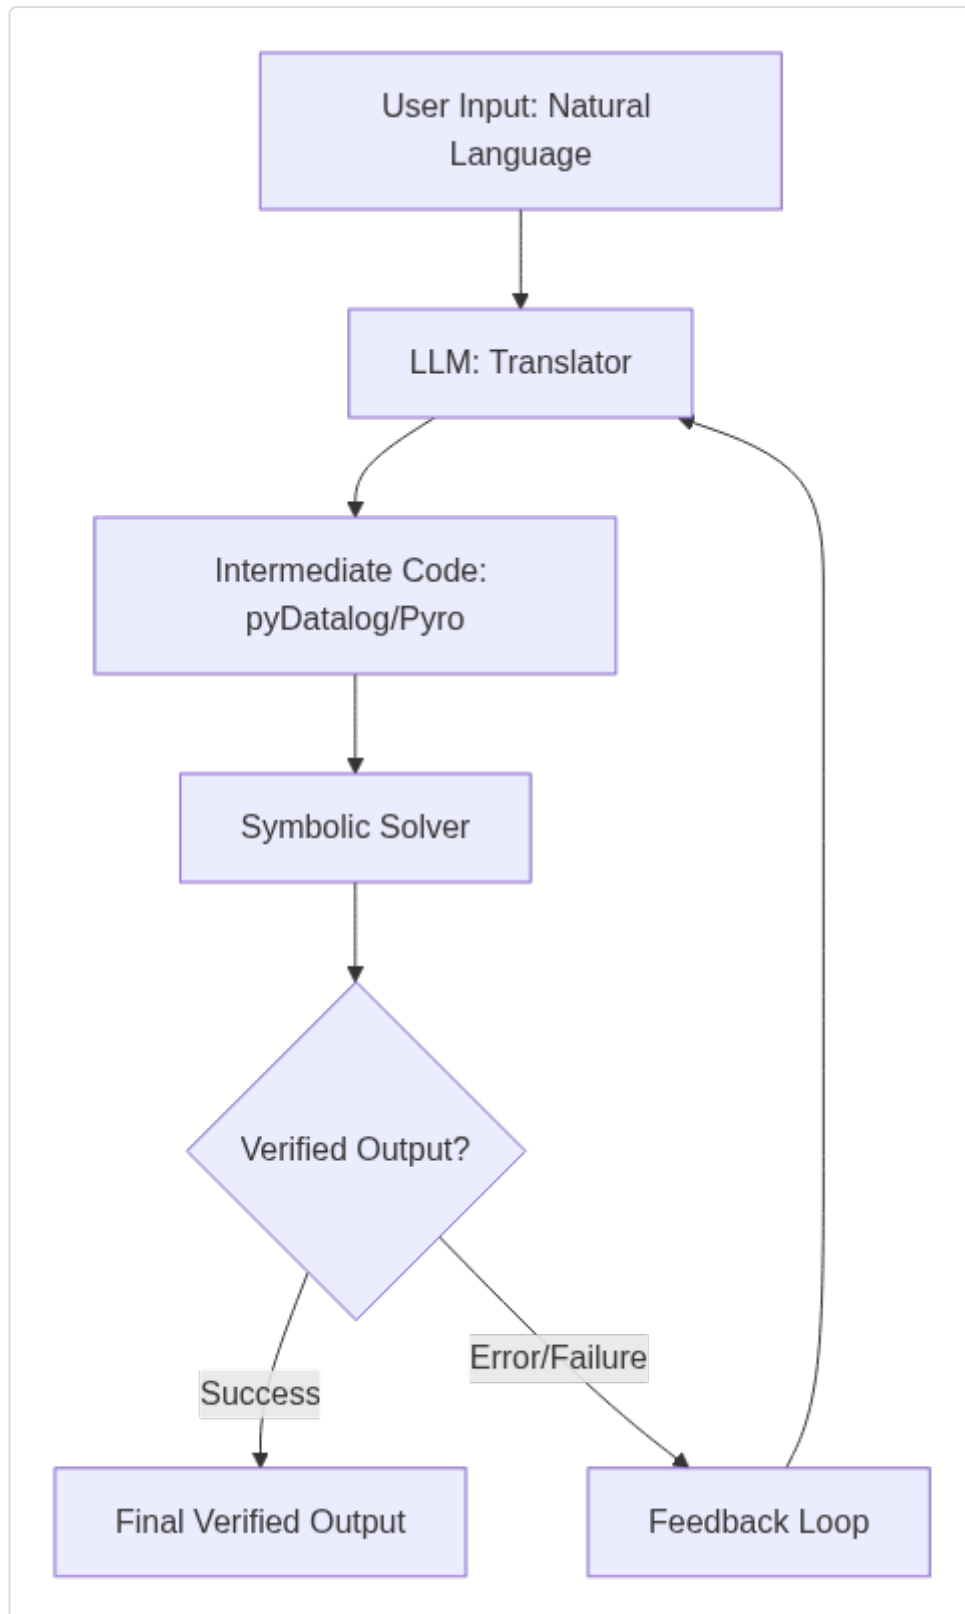 User Input: Natural
Language
LLM: Translator
Intermediate Code:
pyDatalog/Pyro
Symbolic Solver
Verified Output?
Error/Failure
Success
Final Verified Output
Feedback Loop